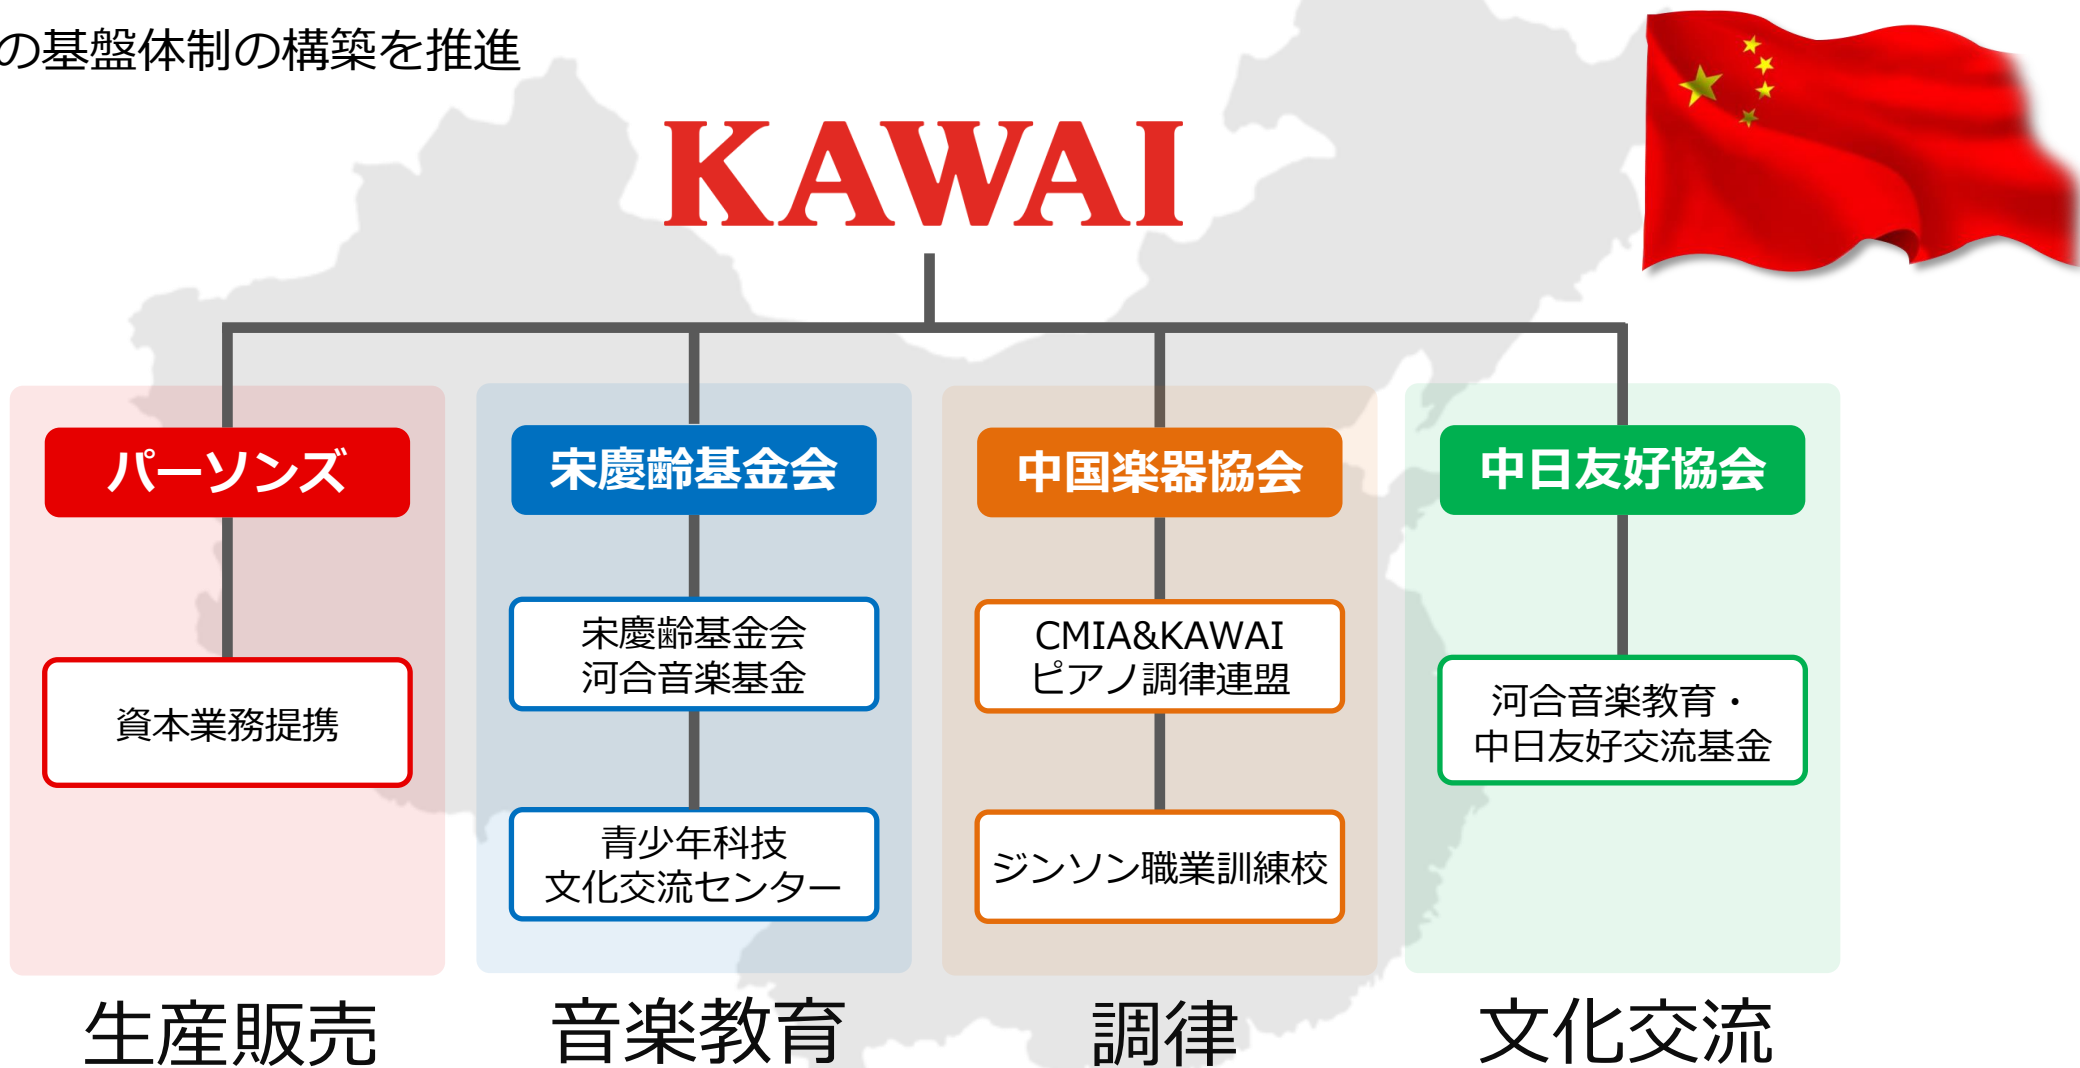 の基盤体制の構築を推進
KAWAI
パーソンズ
資本業務提携
生産販売
宋慶齢基金会
宋慶齢基金会
河合音楽基金
青少年科技
文化交流センター
音楽教育
中国楽器協会
CMIA&KAWAI
ピアノ調律連盟
ジンソン職業訓練校
調律
中日友好協会
河合音楽教育・
中日友好交流基金
文化交流